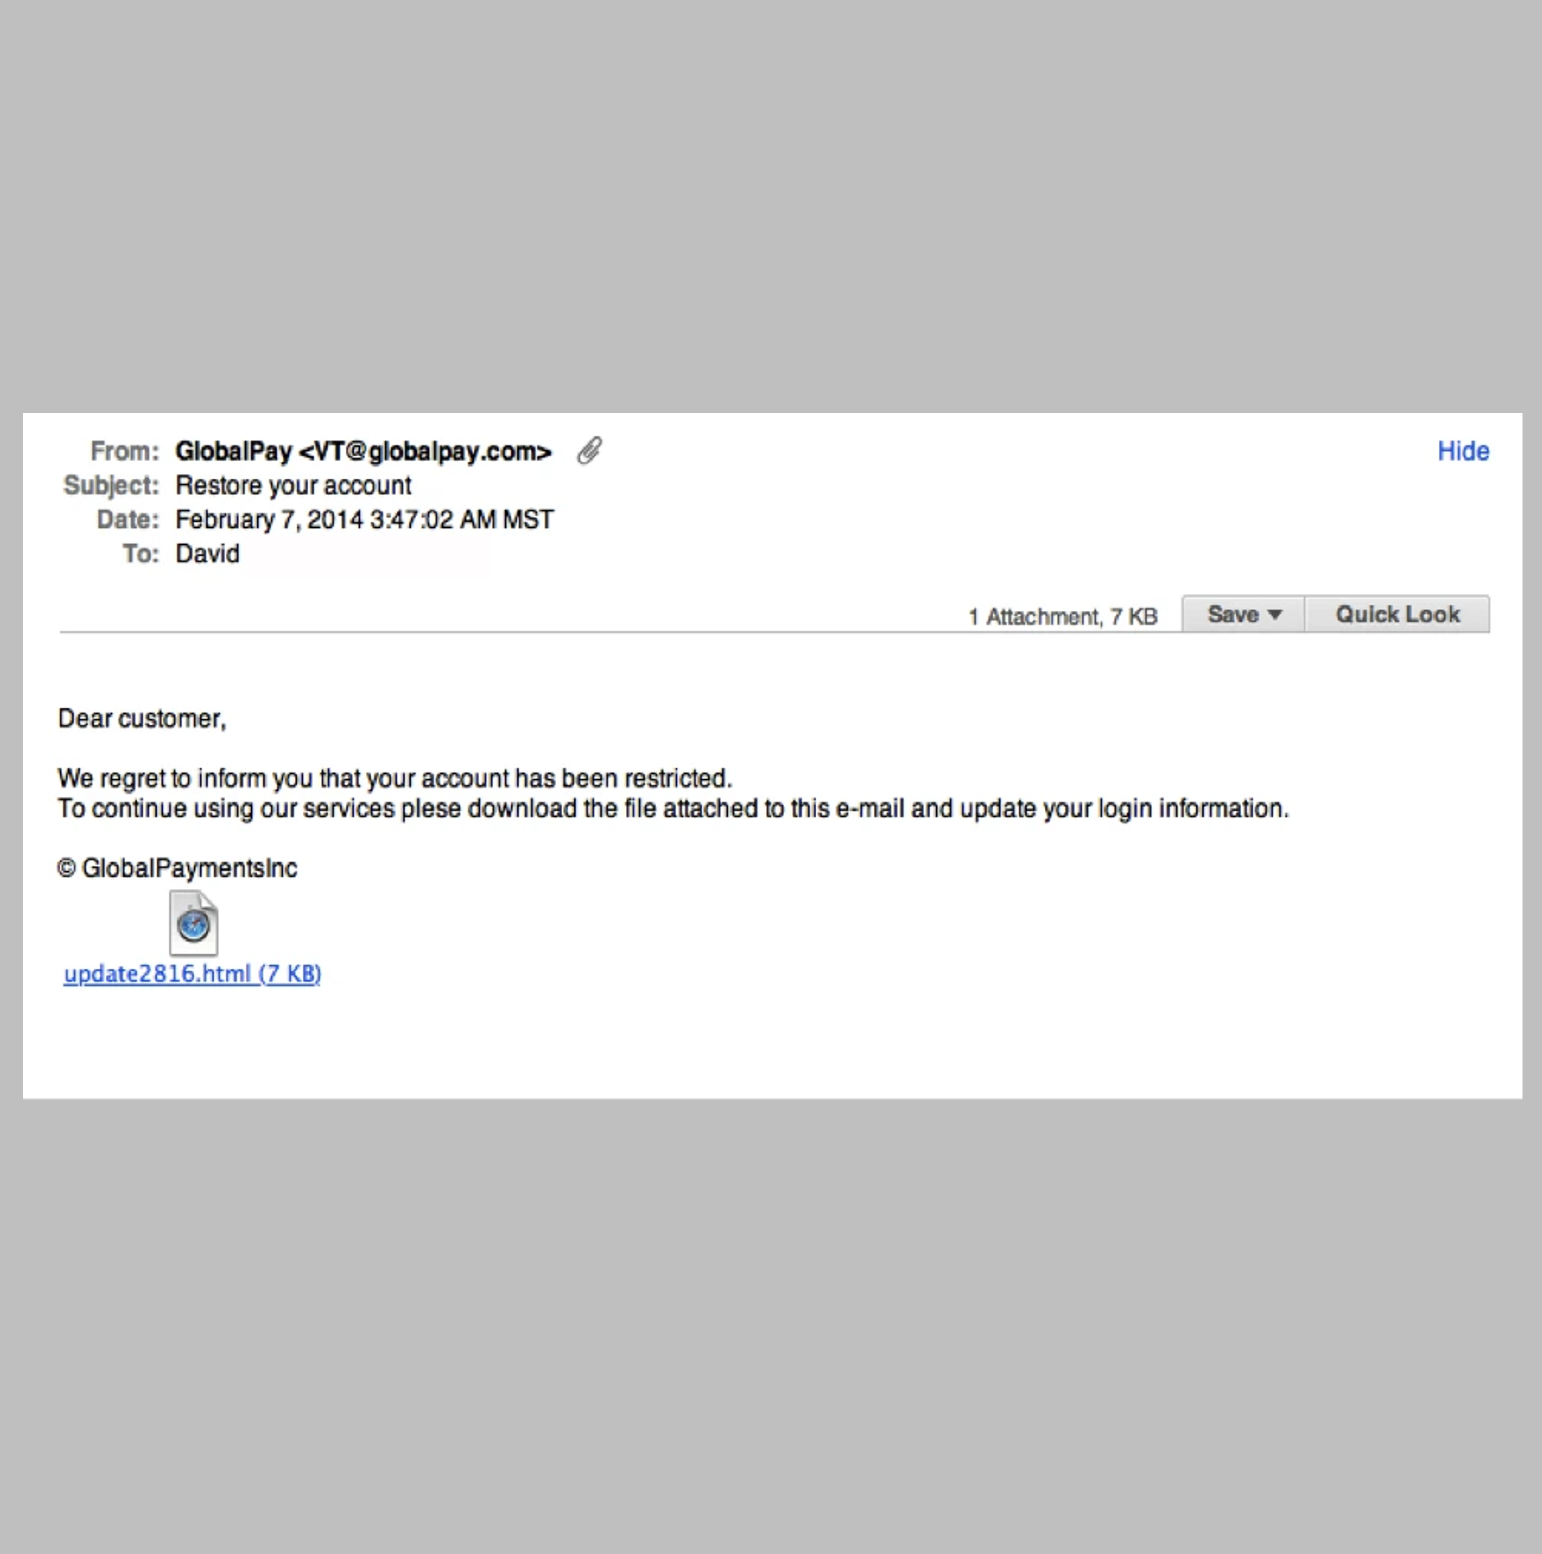 From: GlobalPay <VT@globalpay.com> Hide
Subject: Restore your account
Date: February 7, 2014 3:47:02 AM MST
To: David
1 Attachment, 7 KB Save Quick Look
Dear customer,
We regret to inform you that your account has been restricted.
To continue using our services plese download the file attached to this e-mail and update your login information.
© GlobalPaymentsInc
update2816.html (7 KB)